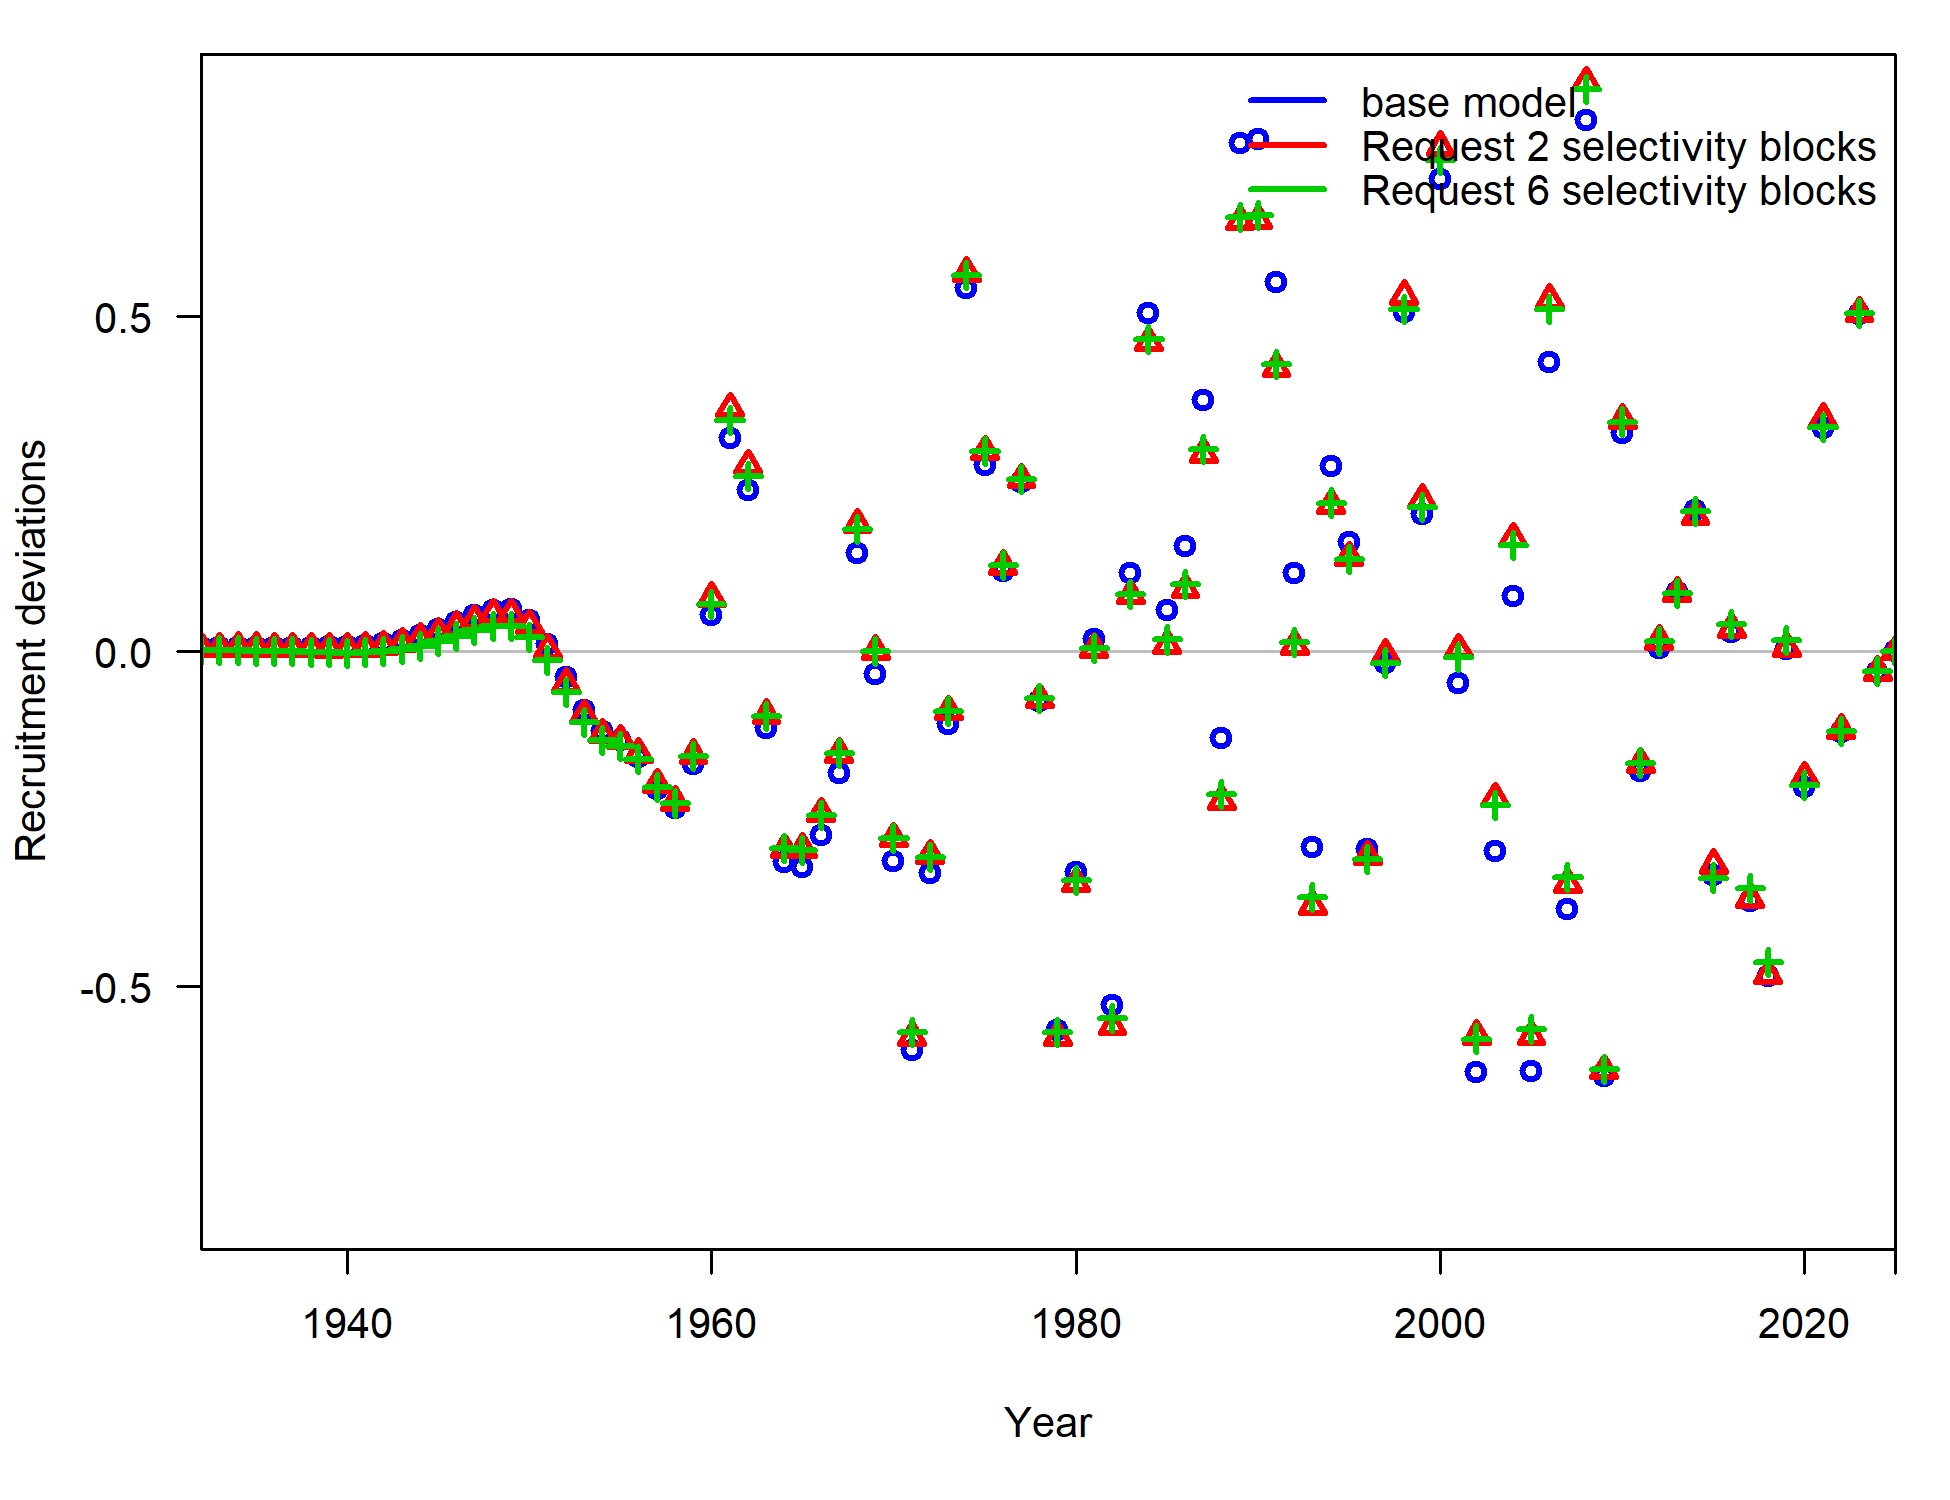 base model
Request 2 selectivity blocks
Request 6 selectivity blocks
0.5
0.0
-0.5
Recruitment deviations
1940 1960 1980 2000 2020
Year